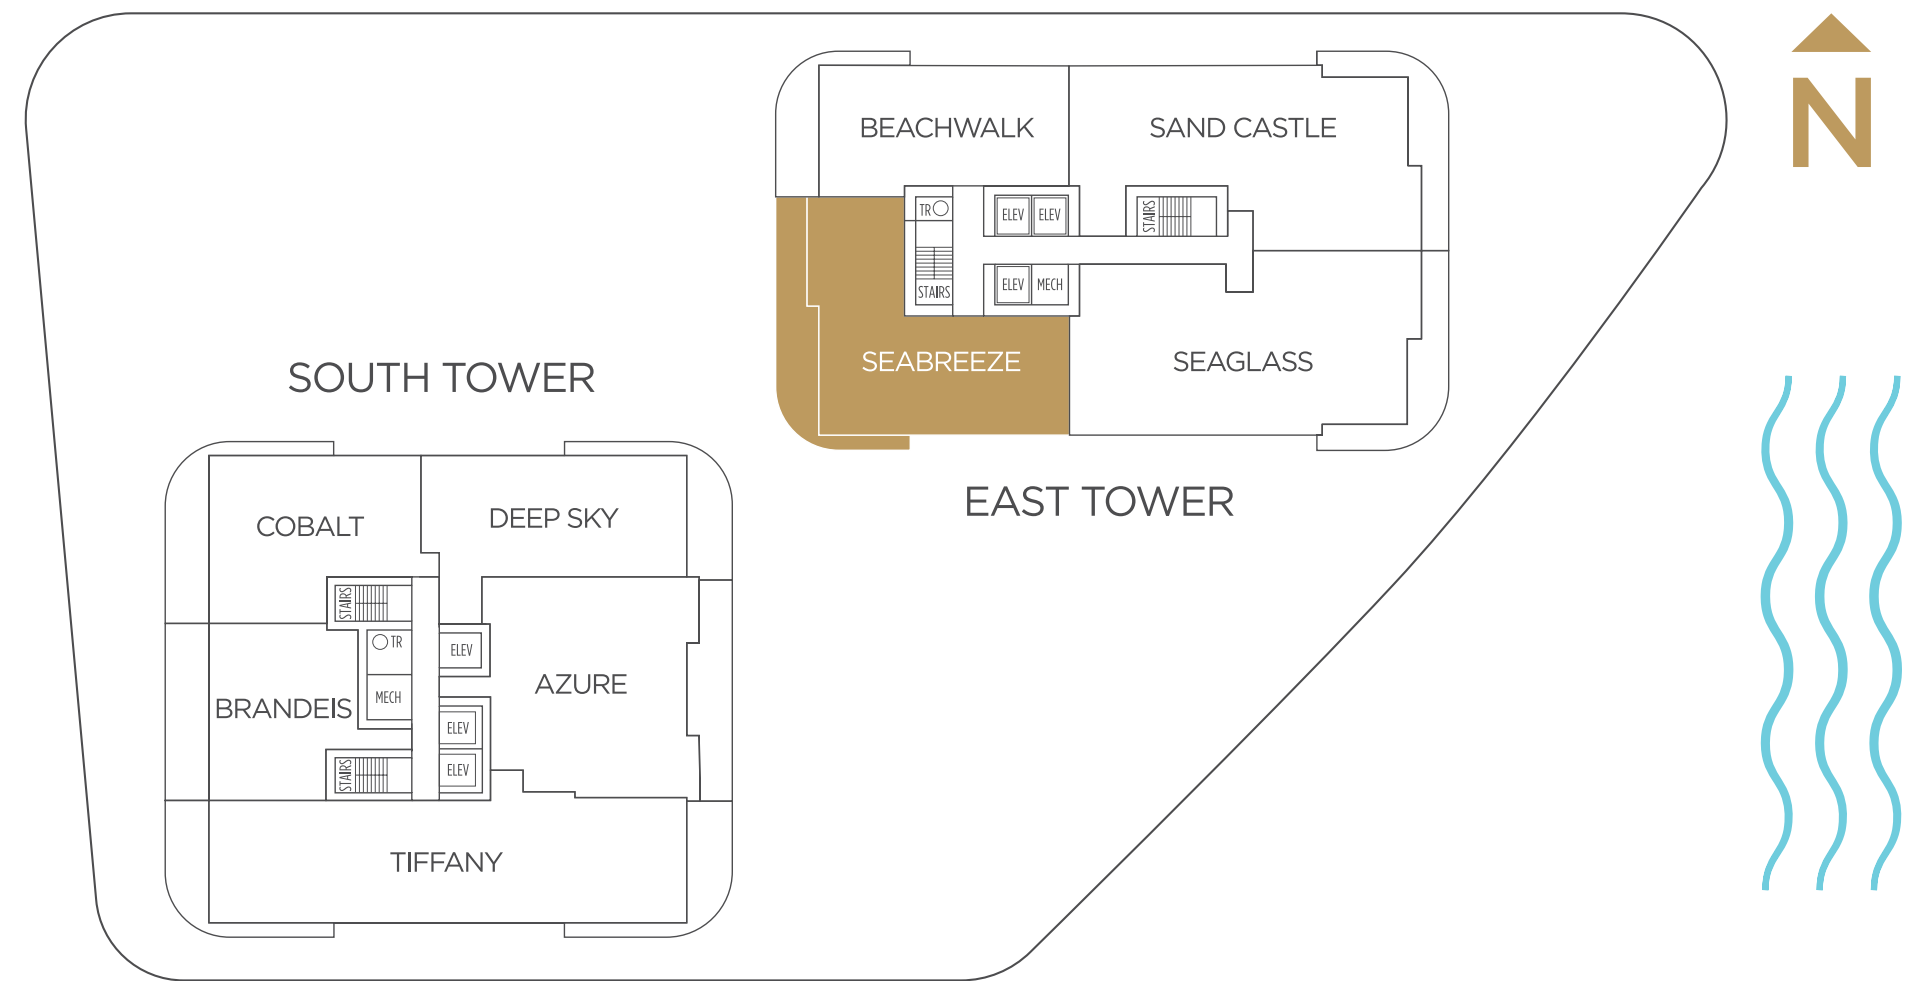 N
BEACHWALK
SAND CASTLE
TR
ELEV
ELEV
STAIRS
STAIRS
ELEV
MECH
SEABREEZE
SEAGLASS
EAST TOWER
SOUTH TOWER
COBALT
DEEP SKY
STAIRS
TR
ELEV
MECH
BRANDEIS
AZURE
ELEV
ELEV
STAIRS
TIFFANY